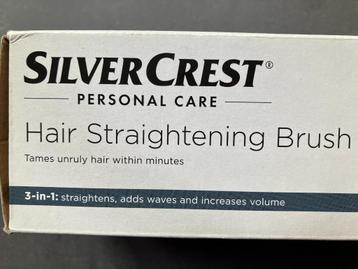 SILVERCREST®
PERSONAL CARE
Hair Straightening Brush
Tames unruly hair within minutes
3-in-1: straightens, adds waves and increases volume